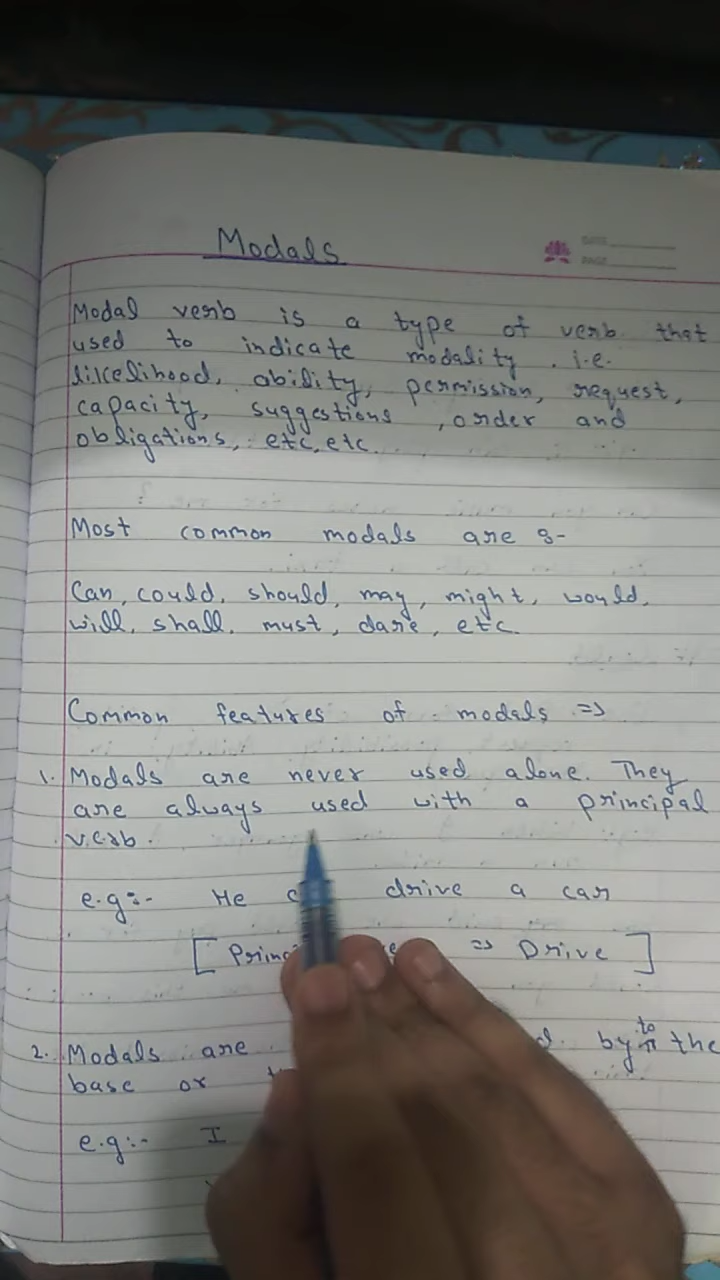 Modals
DATE
PAGE
Modal verb is a type of verb that
used to indicate modality. i.e.
likelihood, ability, permission, request,
capacity, suggestions, order and
obligations, etc, etc.
Most common modals are :-
Can, could, should, may, might, would,
will, shall, must, dare, etc.
Common features of modals =>
1. Modals are never used alone. They
are always used with a principal
verb.
e.g:- He drive a car
[ => Drive ]
2. Modals are by to the
base or
e.g:- I